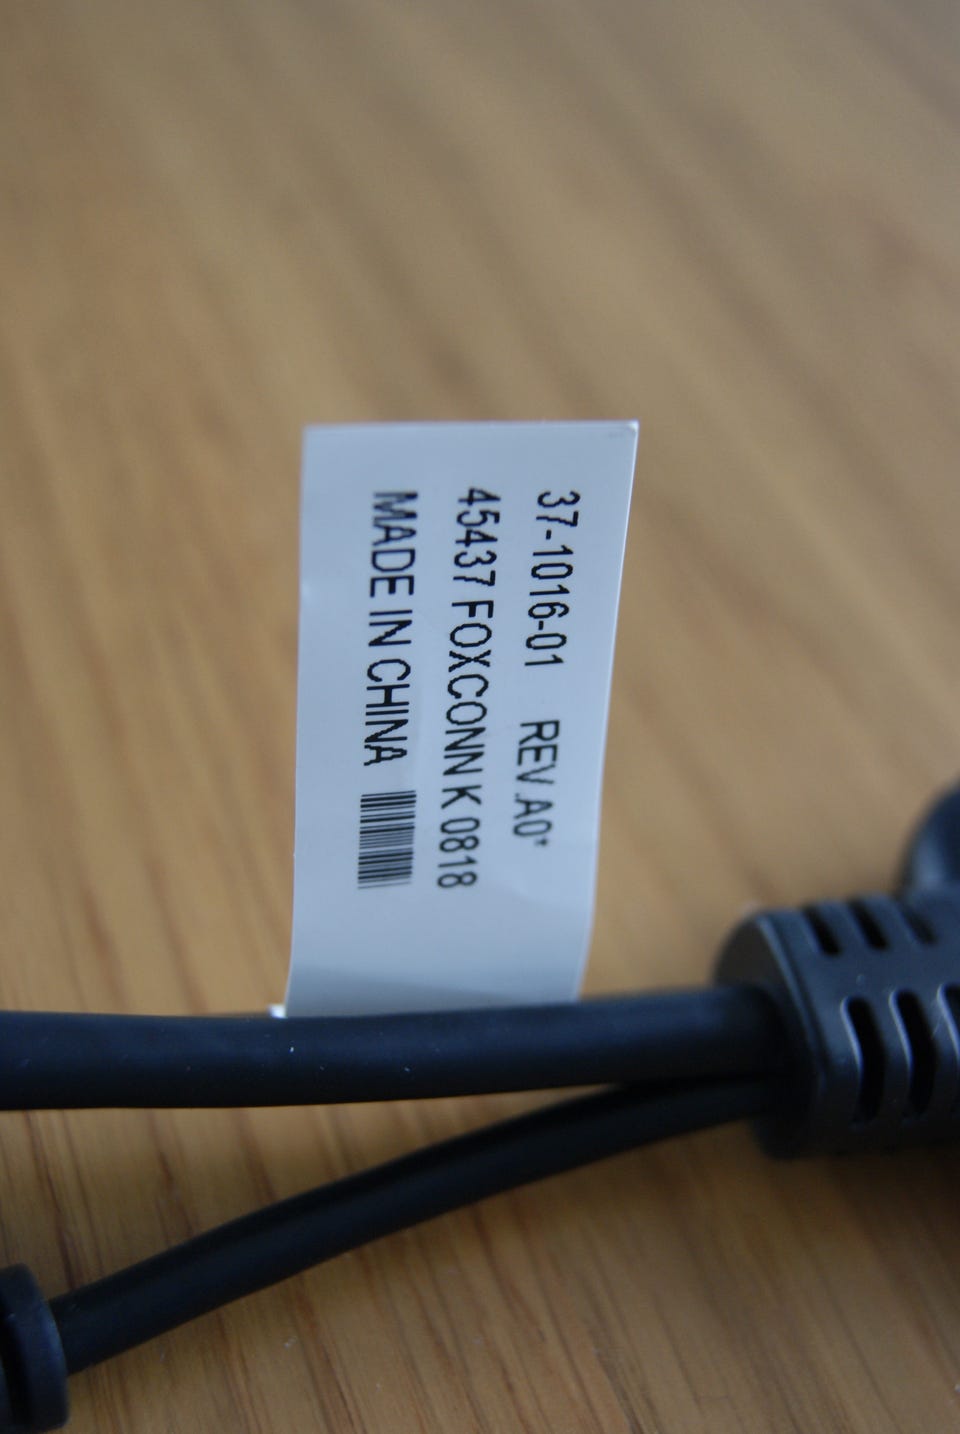 37-1016-01 REV.A0*
45437 FOXCONN K 0818
MADE IN CHINA